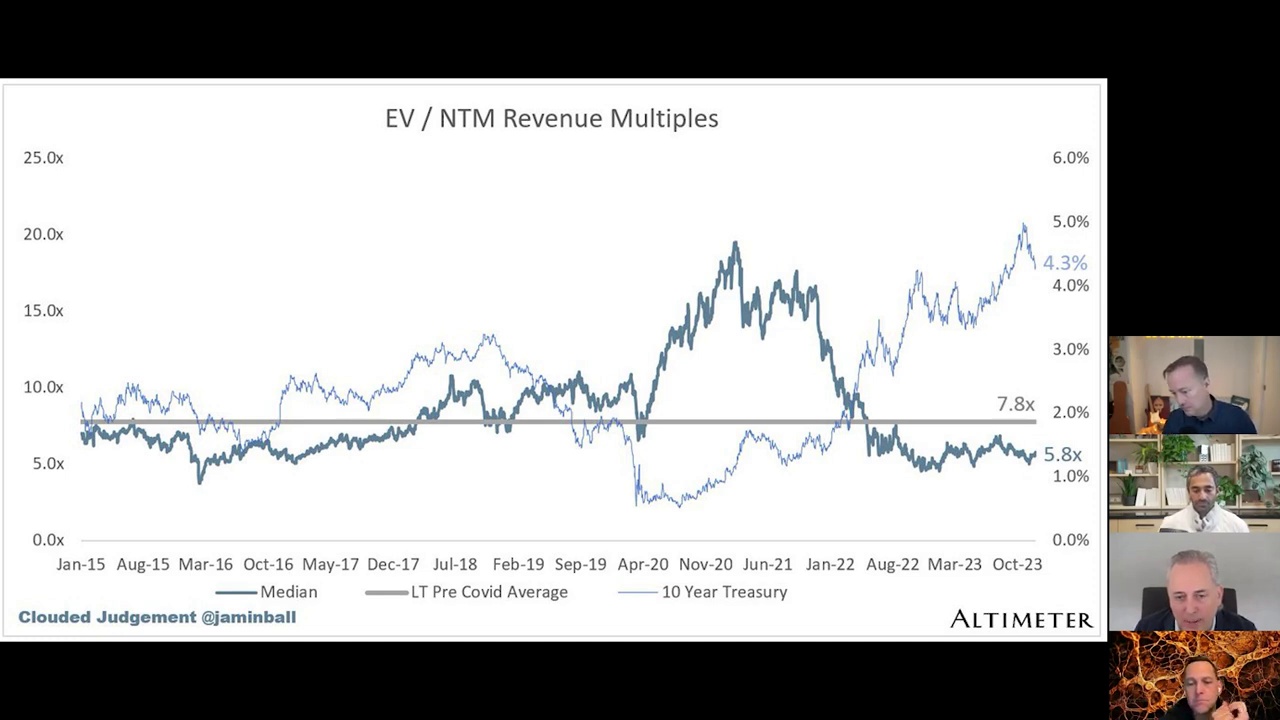 EV / NTM Revenue Multiples
25.0x
20.0x
15.0x
10.0x
5.0x
0.0x
6.0%
5.0%
4.3%
4.0%
3.0%
2.0%
1.0%
0.0%
7.8x
5.8x
Jan-15 Aug-15 Mar-16 Oct-16 May-17 Dec-17 Jul-18 Feb-19 Sep-19 Apr-20 Nov-20 Jun-21 Jan-22 Aug-22 Mar-23 Oct-23
Median LT Pre Covid Average 10 Year Treasury
Clouded Judgement @jaminball
ALTIMETER